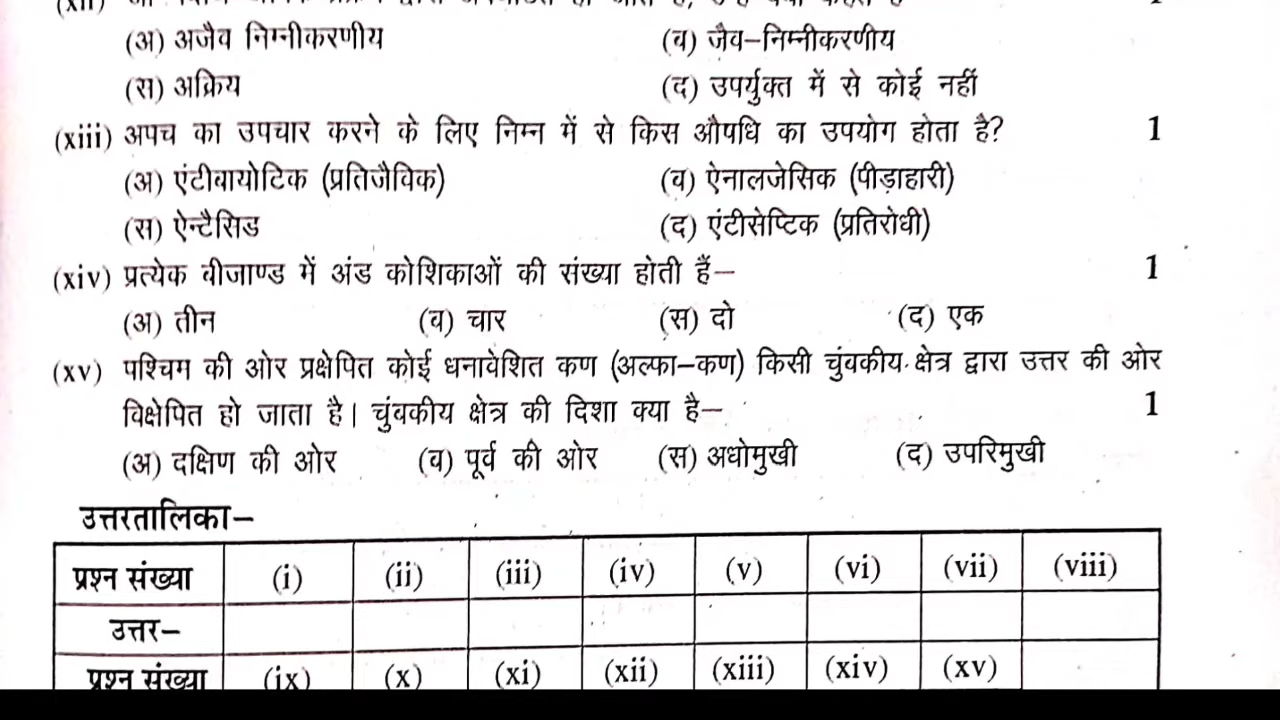 (अ) अजैव निम्नीकरणीय (ब) जैव–निम्नीकरणीय
(स) अक्रिय (द) उपर्युक्त में से कोई नहीं
(xiii) अपच का उपचार करने के लिए निम्न में से किस औषधि का उपयोग होता है? 1
(अ) एंटीबायोटिक (प्रतिजैविक) (ब) ऐनालजेसिक (पीड़ाहारी)
(स) ऐन्टैसिड (द) एंटीसेप्टिक (प्रतिरोधी)
(xiv) प्रत्येक बीजाण्ड में अंड कोशिकाओं की संख्या होती हैं– 1
(अ) तीन (ब) चार (स) दो (द) एक
(xv) पश्चिम की ओर प्रक्षेपित कोई धनावेशित कण (अल्फा–कण) किसी चुंबकीय क्षेत्र द्वारा उत्तर की ओर
विक्षेपित हो जाता है। चुंबकीय क्षेत्र की दिशा क्या है– 1
(अ) दक्षिण की ओर (ब) पूर्व की ओर (स) अधोमुखी (द) उपरिमुखी
उत्तरतालिका–
प्रश्न संख्या (i) (ii) (iii) (iv) (v) (vi) (vii) (viii)
उत्तर–
प्रश्न संख्या (ix) (x) (xi) (xii) (xiii) (xiv) (xv)